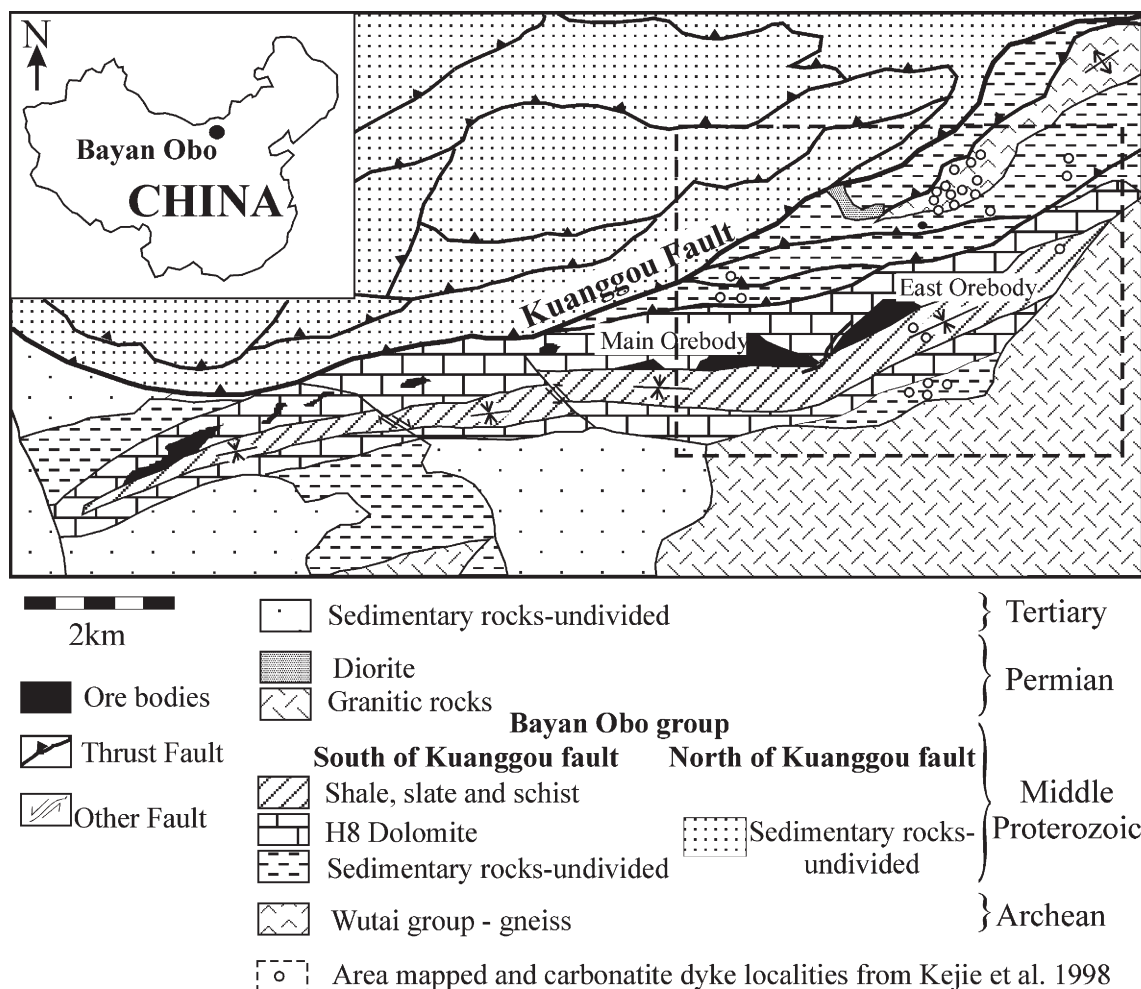 N
Bayan Obo
CHINA
Kuanggou Fault
East Orebody
Main Orebody
2km
Ore bodies
Thrust Fault
Other Fault
Sedimentary rocks-undivided
Tertiary
Diorite
Granitic rocks
Permian
Bayan Obo group
South of Kuanggou fault
North of Kuanggou fault
Shale, slate and schist
H8 Dolomite
Sedimentary rocks-undivided
Sedimentary rocks-
undivided
Middle
Proterozoic
Wutai group - gneiss
Archean
Area mapped and carbonatite dyke localities from Kejie et al. 1998